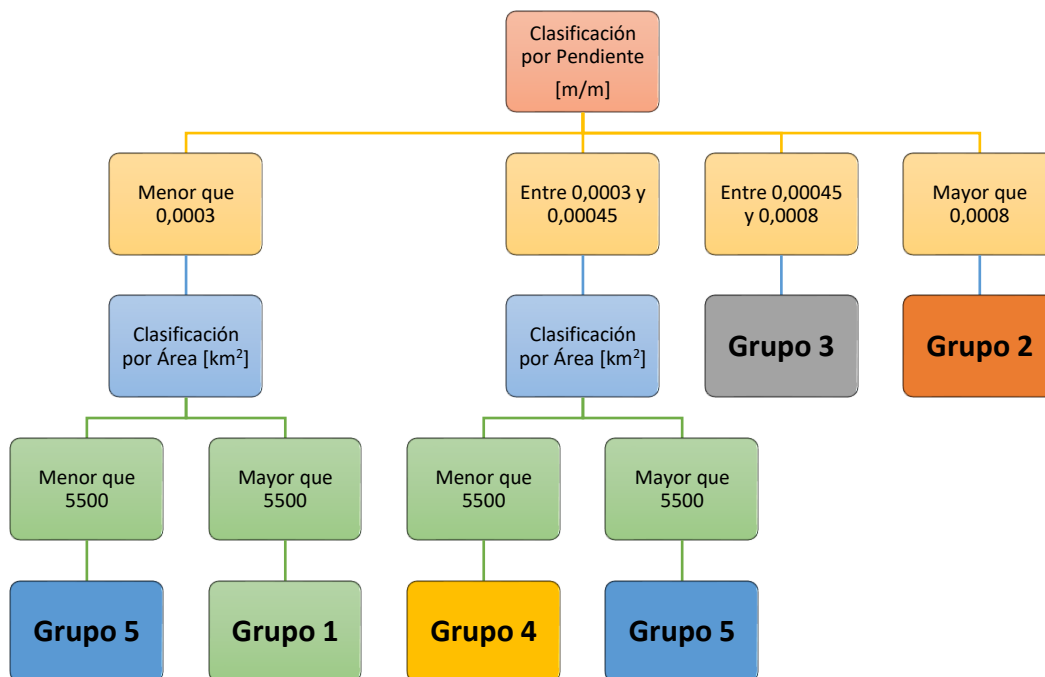 Clasificación
por Pendiente
[m/m]
Menor que
0,0003
Entre 0,0003 y
0,00045
Entre 0,00045
y 0,0008
Mayor que
0,0008
Clasificación
por Área [km²]
Clasificación
por Área [km²]
Grupo 3
Grupo 2
Menor que
5500
Mayor que
5500
Menor que
5500
Mayor que
5500
Grupo 5
Grupo 1
Grupo 4
Grupo 5